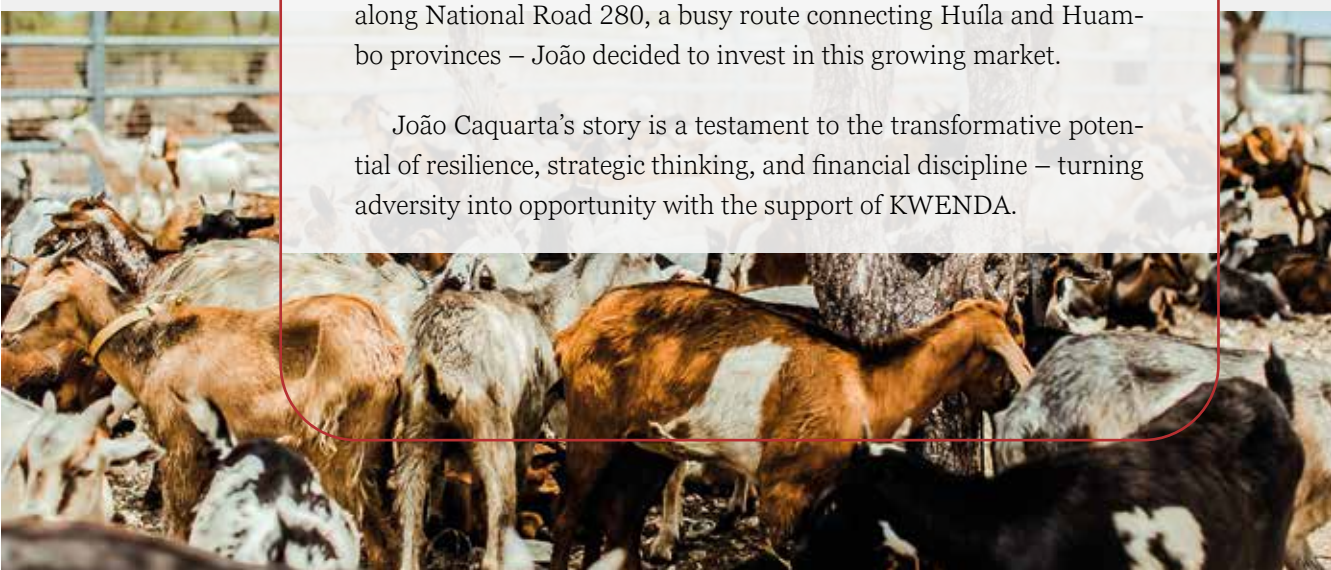 along National Road 280, a busy route connecting Huíla and Huam-
bo provinces – João decided to invest in this growing market.
João Caquarta’s story is a testament to the transformative poten-
tial of resilience, strategic thinking, and financial discipline – turning
adversity into opportunity with the support of KWENDA.